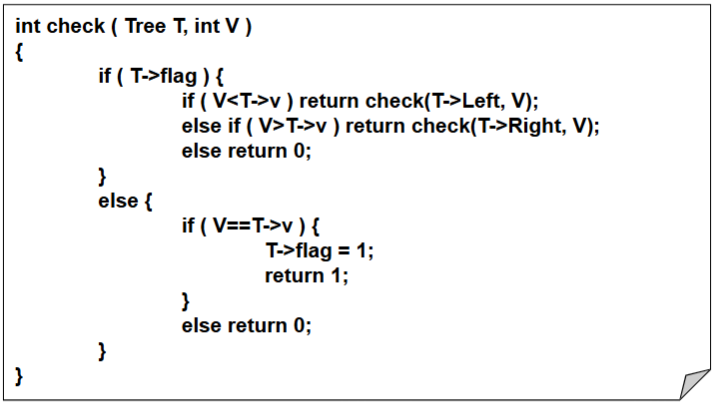 int check ( Tree T, int V )
{
if ( T->flag ) {
if ( V<T->v ) return check(T->Left, V);
else if ( V>T->v ) return check(T->Right, V);
else return 0;
}
else {
if ( V==T->v ) {
T->flag = 1;
return 1;
}
else return 0;
}
}